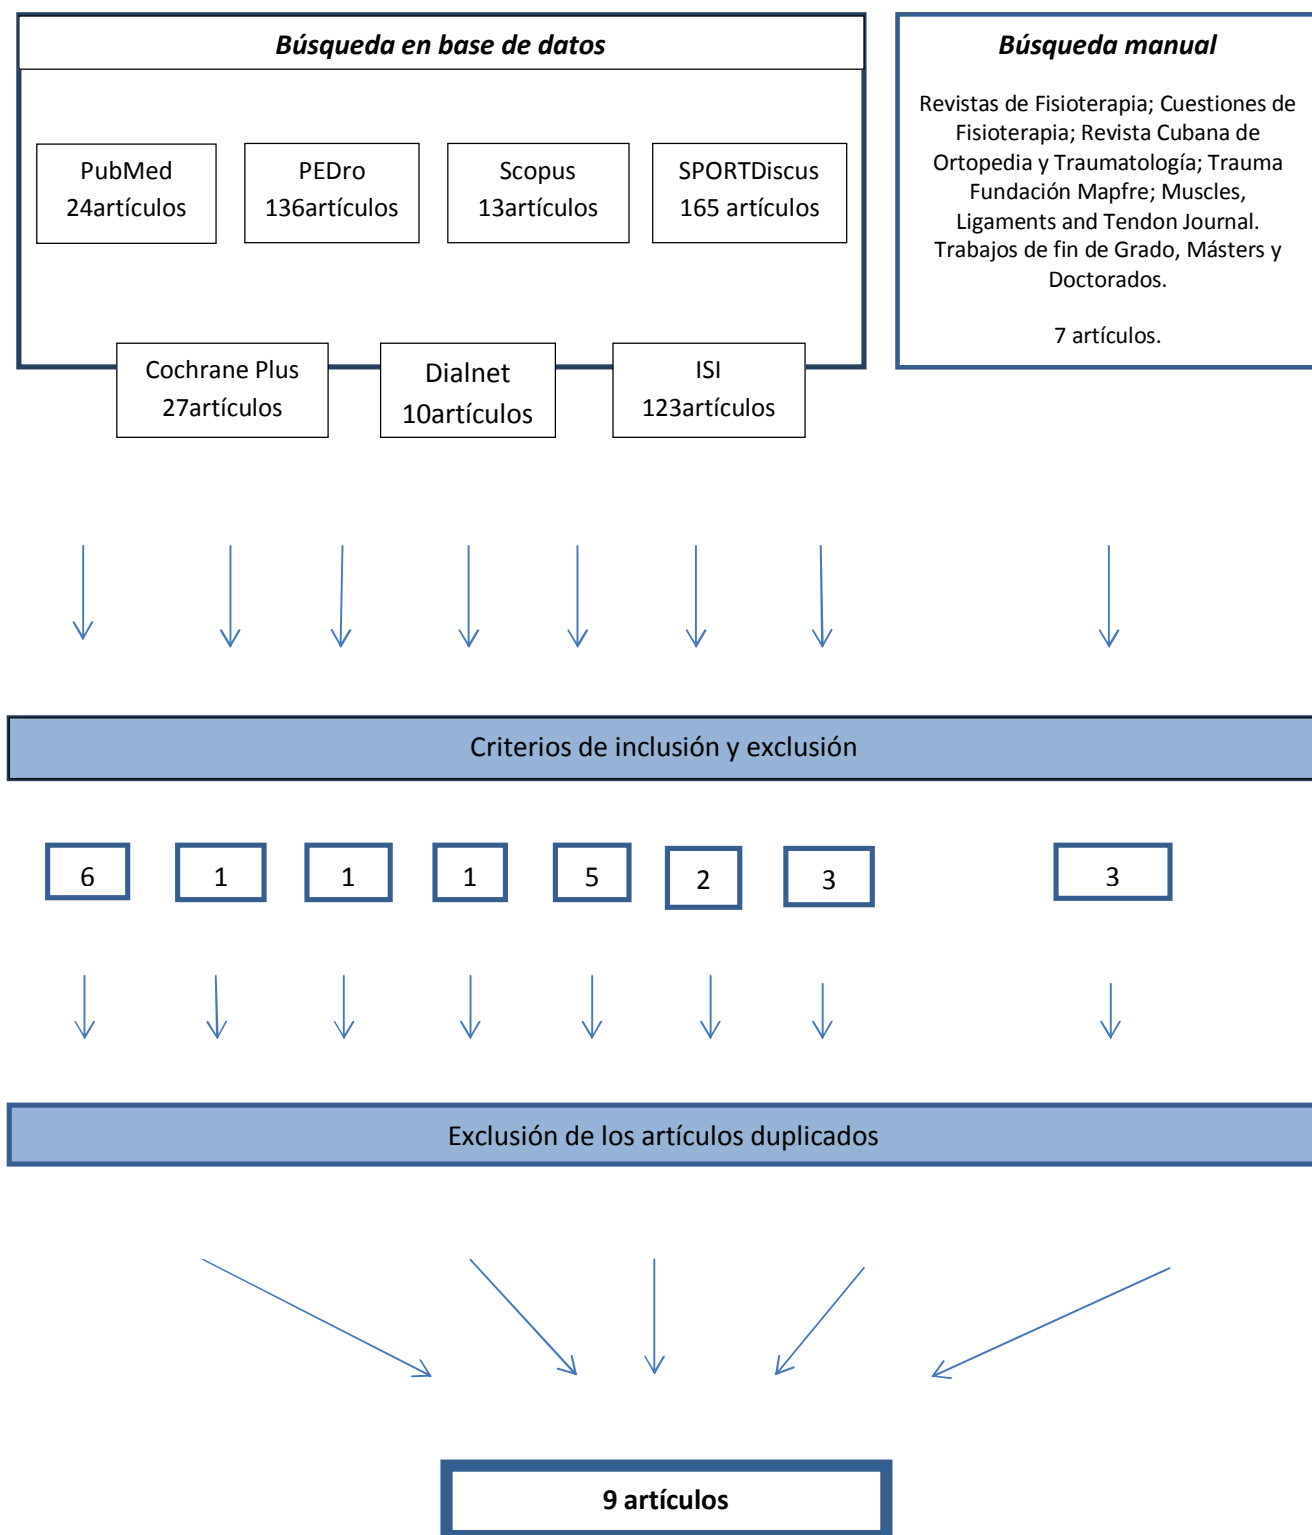 Búsqueda en base de datos
PubMed
24artículos
PEDro
136artículos
Scopus
13artículos
SPORTDiscus
165 artículos
Cochrane Plus
27artículos
Dialnet
10artículos
ISI
123artículos
Búsqueda manual
Revistas de Fisioterapia; Cuestiones de
Fisioterapia; Revista Cubana de
Ortopedia y Traumatología; Trauma
Fundación Mapfre; Muscles,
Ligaments and Tendon Journal.
Trabajos de fin de Grado, Másters y
Doctorados.
7 artículos.
Criterios de inclusión y exclusión
6
1
1
1
5
2
3
3
Exclusión de los artículos duplicados
9 artículos